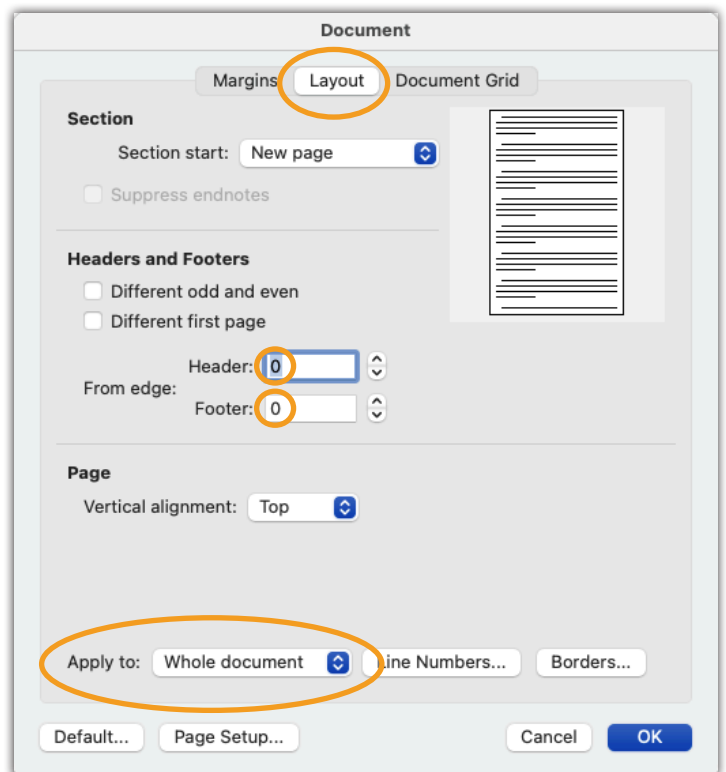 Document
Margins Layout Document Grid
Section
Section start: New page
Suppress endnotes
Headers and Footers
Different odd and even
Different first page
From edge:
Header: 0
Footer: 0
Page
Vertical alignment: Top
Apply to: Whole document Line Numbers... Borders...
Default... Page Setup... Cancel OK